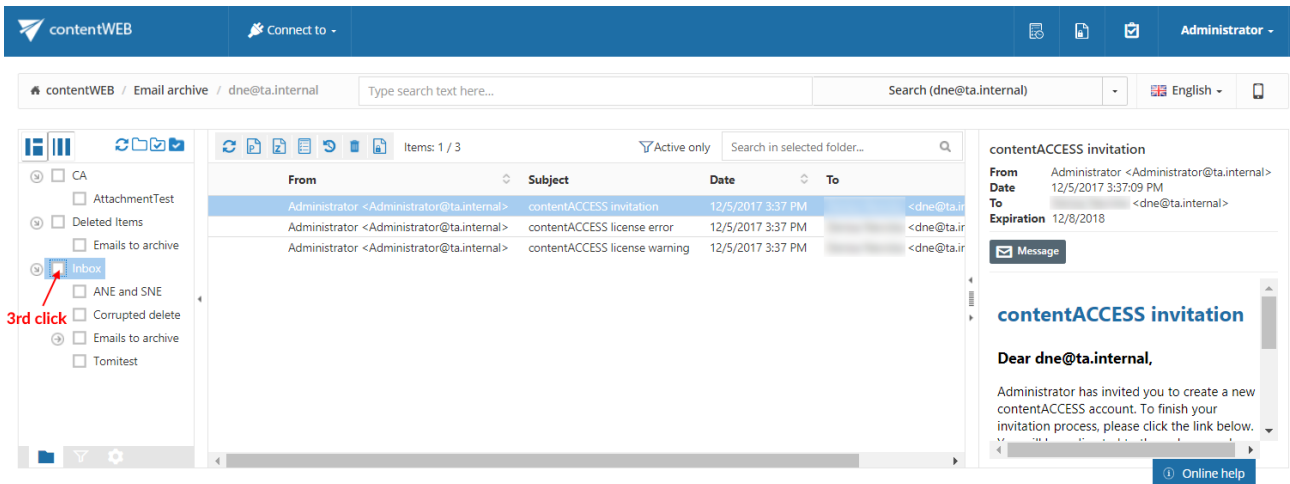 contentWEB
Connect to
Administrator
contentWEB / Email archive / dne@ta.internal
Type search text here...
Search (dne@ta.internal)
English
CA
AttachmentTest
Deleted Items
Emails to archive
Inbox
ANE and SNE
3rd click
Corrupted delete
Emails to archive
Tomitest
Items: 1 / 3
Active only
Search in selected folder...
From Subject Date To
Administrator <Administrator@ta.internal> contentACCESS invitation 12/5/2017 3:37 PM <dne@ta.ir
Administrator <Administrator@ta.internal> contentACCESS license error 12/5/2017 3:37 PM <dne@ta.ir
Administrator <Administrator@ta.internal> contentACCESS license warning 12/5/2017 3:37 PM <dne@ta.ir
contentACCESS invitation
From Administrator <Administrator@ta.internal>
Date 12/5/2017 3:37:09 PM
To <dne@ta.internal>
Expiration 12/8/2018
Message
contentACCESS invitation
Dear dne@ta.internal,
Administrator has invited you to create a new
contentACCESS account. To finish your
invitation process, please click the link below.
Online help